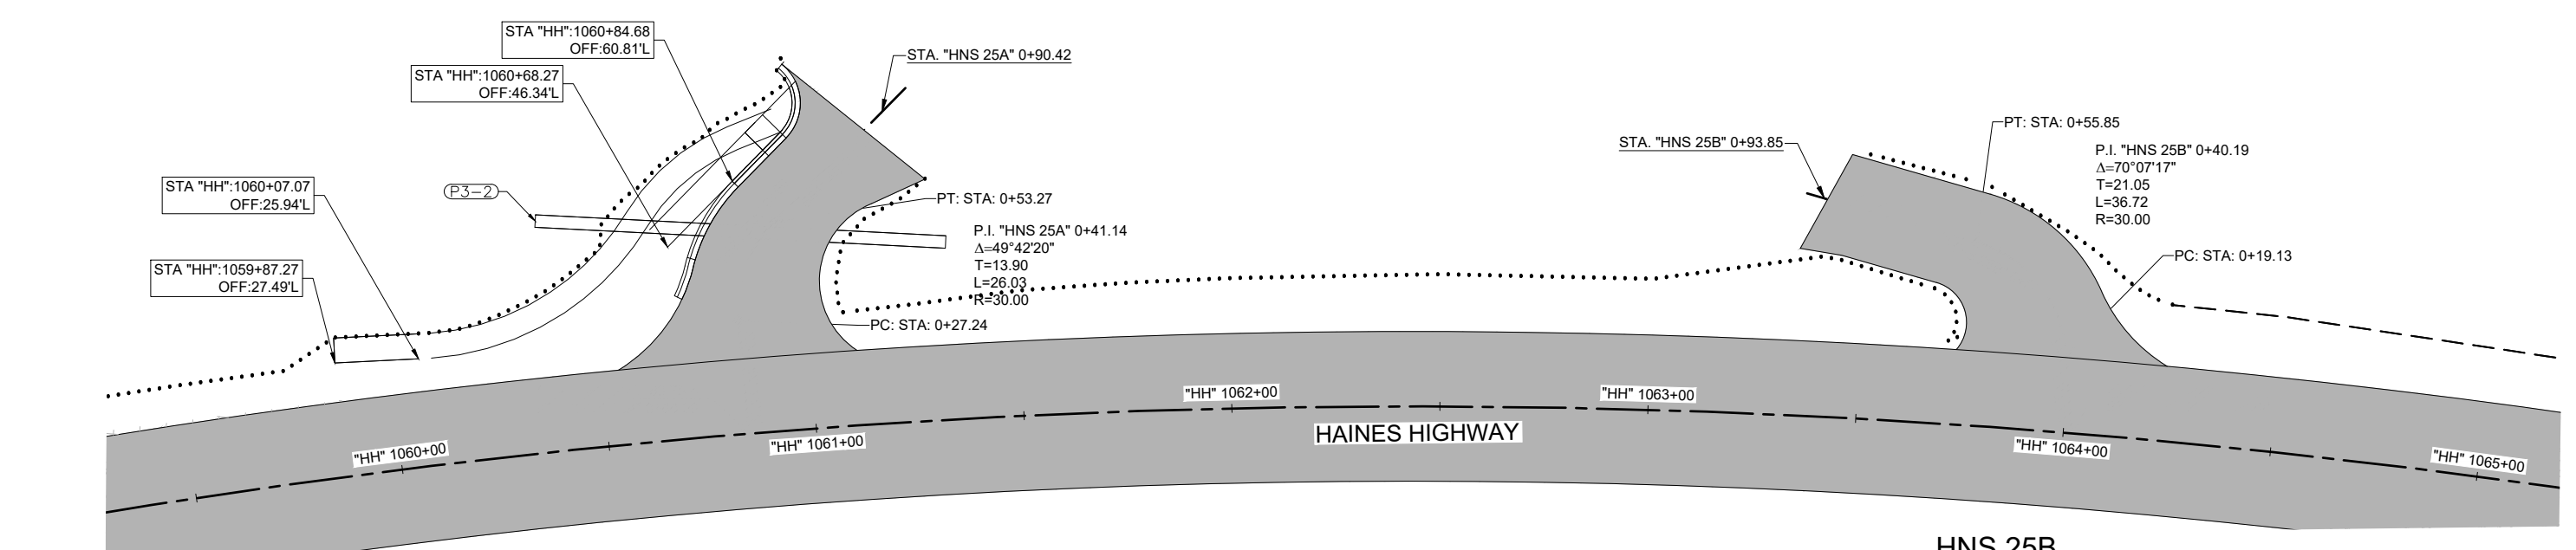 STA "HH":1060+84.68
OFF:60.81'L
STA "HH":1060+68.27
OFF:46.34'L
STA. "HNS 25A" 0+90.42
STA "HH":1060+07.07
OFF:25.94'L
P3-2
STA "HH":1059+87.27
OFF:27.49'L
PT: STA: 0+53.27
P.I. "HNS 25A" 0+41.14
Δ=49°42'20"
T=13.90
L=26.03
R=30.00
PC: STA: 0+27.24
STA. "HNS 25B" 0+93.85
PT: STA: 0+55.85
P.I. "HNS 25B" 0+40.19
Δ=70°07'17"
T=21.05
L=36.72
R=30.00
PC: STA: 0+19.13
"HH" 1060+00
"HH" 1061+00
"HH" 1062+00
HAINES HIGHWAY
"HH" 1063+00
"HH" 1064+00
"HH" 1065+00
HNS 25B